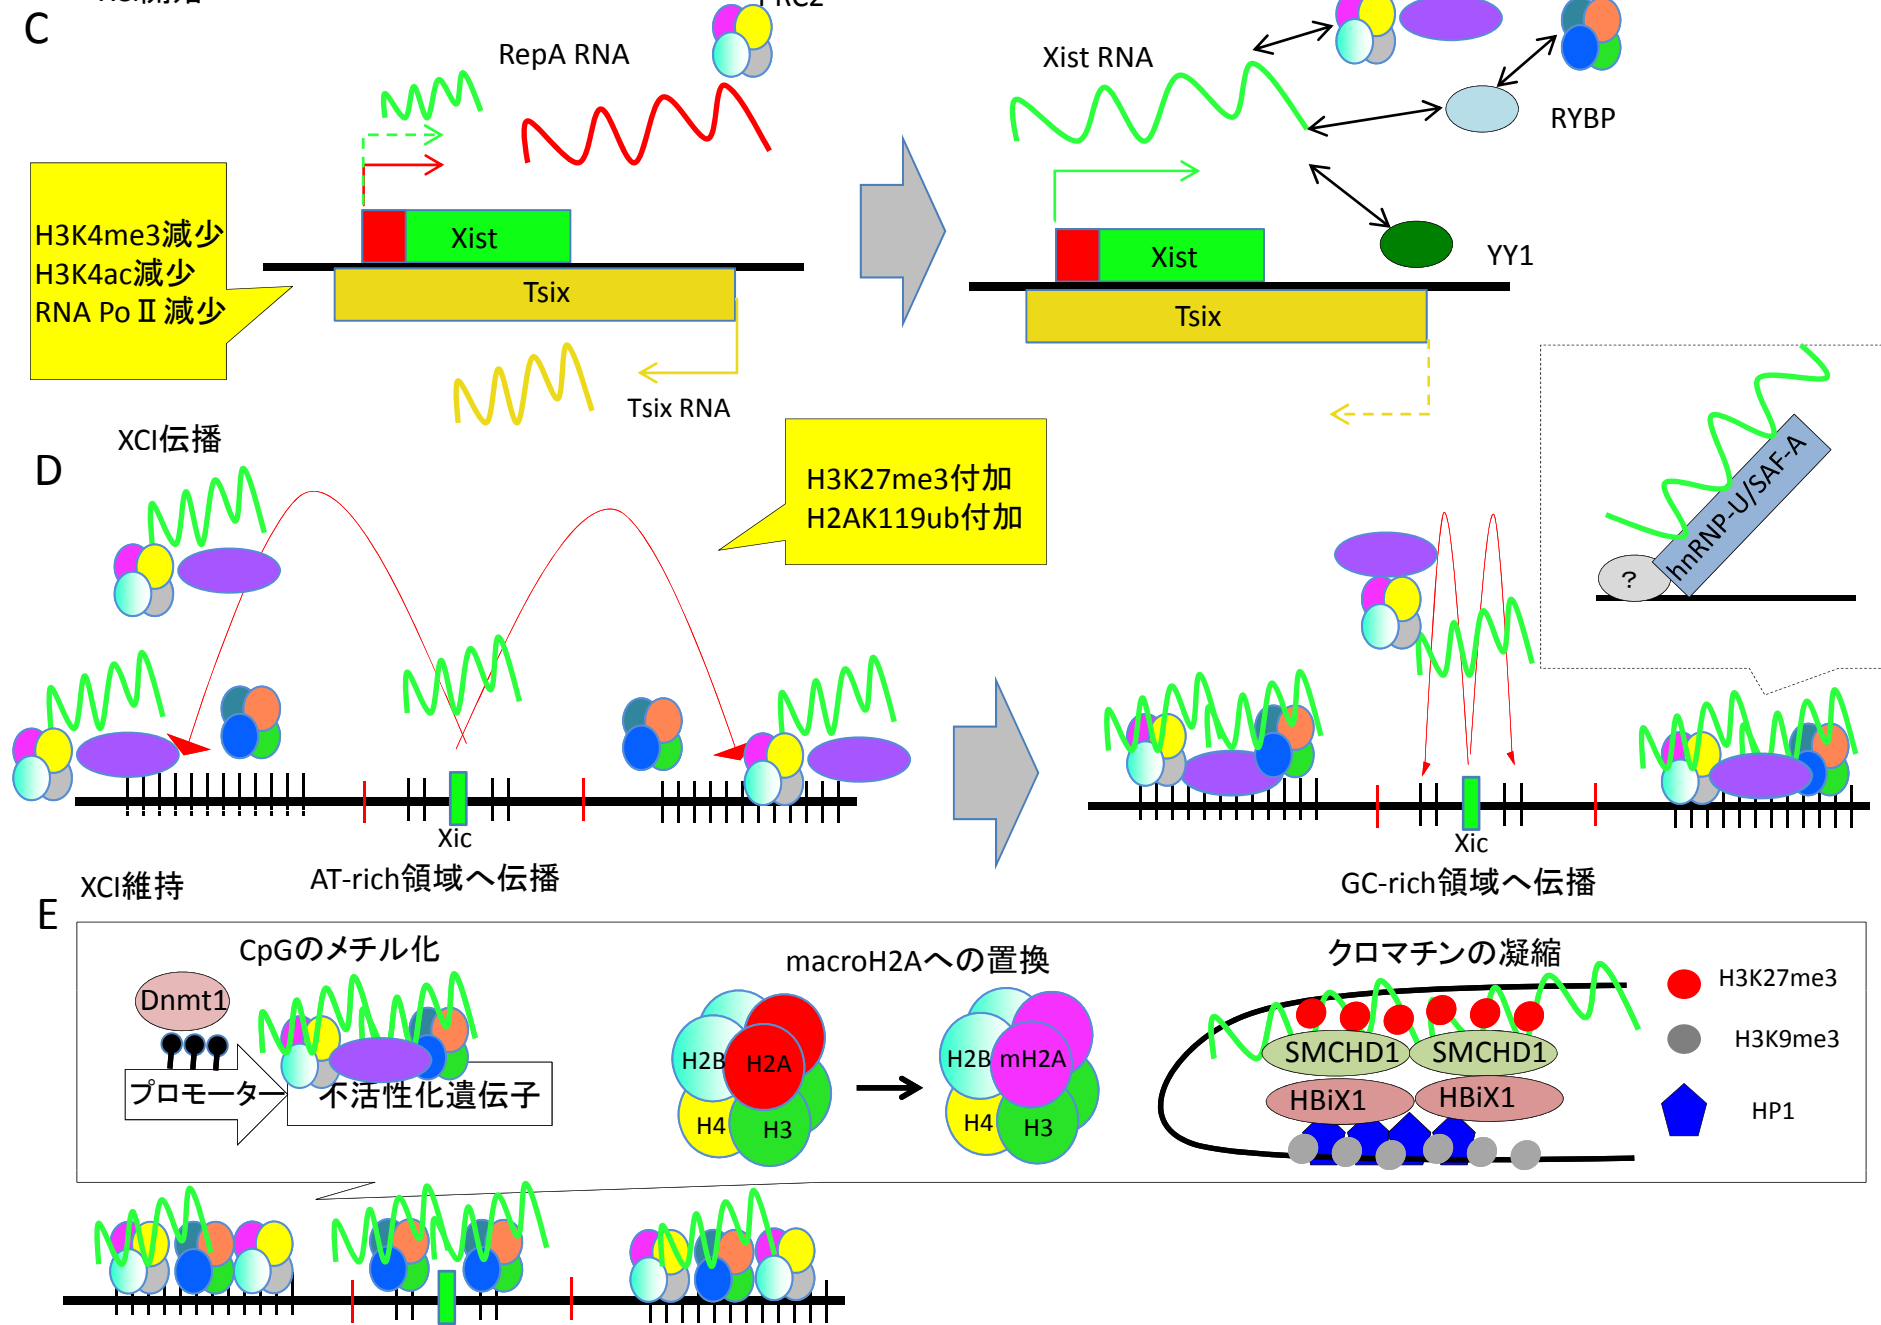 C
PRC2
RepA RNA
Xist RNA
RYBP
YY1
H3K4me3減少
H3K4ac減少
RNA Po Ⅱ 減少
Xist
Tsix
Tsix RNA
Xist
Tsix
XCI伝播
D
H3K27me3付加
H2AK119ub付加
hnRNP-U/SAF-A
?
Xic
AT-rich領域へ伝播
Xic
GC-rich領域へ伝播
XCI維持
E
CpGのメチル化
Dnmt1
プロモーター
不活性化遺伝子
macroH2Aへの置換
H2B
H2A
H4
H3
H2B
mH2A
H4
H3
クロマチンの凝縮
SMCHD1
SMCHD1
HBiX1
HBiX1
H3K27me3
H3K9me3
HP1